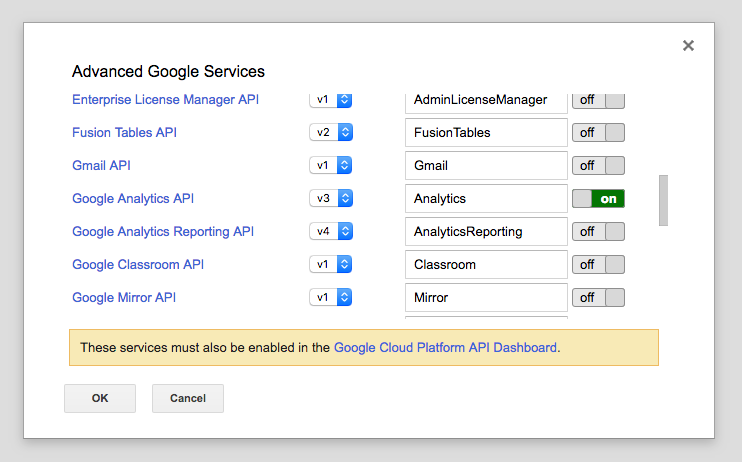 ×
Advanced Google Services
Enterprise License Manager API v1 AdminLicenseManager off
Fusion Tables API v2 FusionTables off
Gmail API v1 Gmail off
Google Analytics API v3 Analytics on
Google Analytics Reporting API v4 AnalyticsReporting off
Google Classroom API v1 Classroom off
Google Mirror API v1 Mirror off
These services must also be enabled in the Google Cloud Platform API Dashboard.
OK Cancel